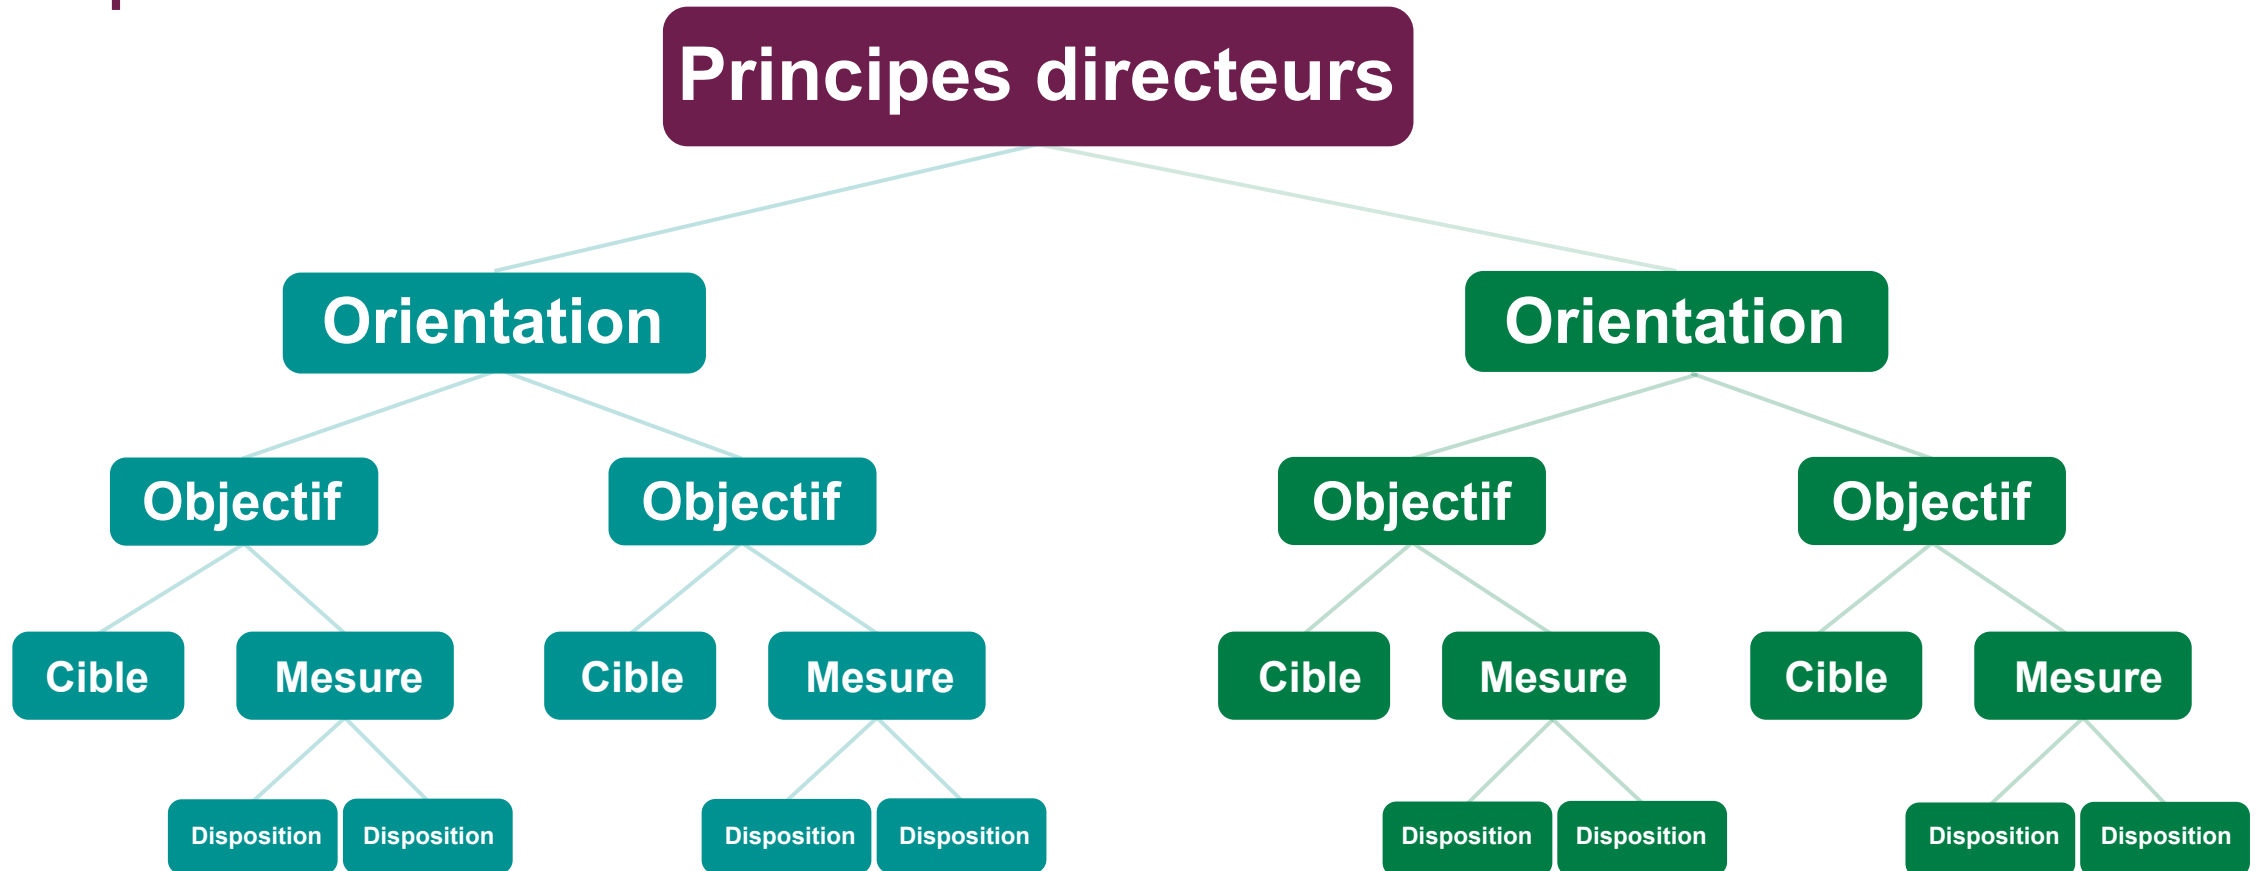 Principes directeurs
Orientation
Orientation
Objectif
Objectif
Objectif
Objectif
Cible
Mesure
Cible
Mesure
Cible
Mesure
Cible
Mesure
Disposition
Disposition
Disposition
Disposition
Disposition
Disposition
Disposition
Disposition